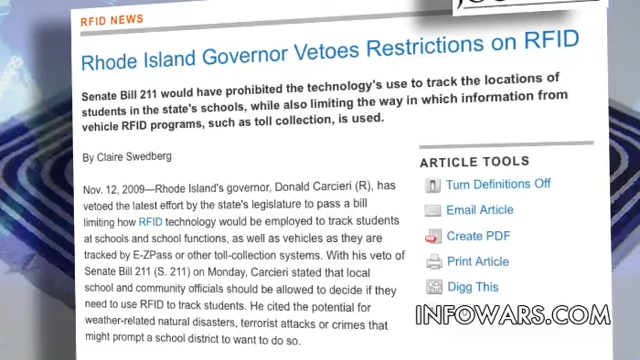 RFID NEWS
Rhode Island Governor Vetoes Restrictions on RFID
Senate Bill 211 would have prohibited the technology's use to track the locations of
students in the state's schools, while also limiting the way in which information from
vehicle RFID programs, such as toll collection, is used.
By Claire Swedberg
Nov. 12, 2009—Rhode Island's governor, Donald Carcieri (R), has
vetoed the latest effort by the state's legislature to pass a bill
limiting how RFID technology would be employed to track students
at schools and school functions, as well as vehicles as they are
tracked by E-ZPass or other toll-collection systems. With his veto of
Senate Bill 211 (S. 211) on Monday, Carcieri stated that local
school and community officials should be allowed to decide if they
need to use RFID to track students. He cited the potential for
weather-related natural disasters, terrorist attacks or crimes that
might prompt a school district to want to do so.
ARTICLE TOOLS
Turn Definitions Off
Email Article
Create PDF
Print Article
Digg This
INFOWARS.COM